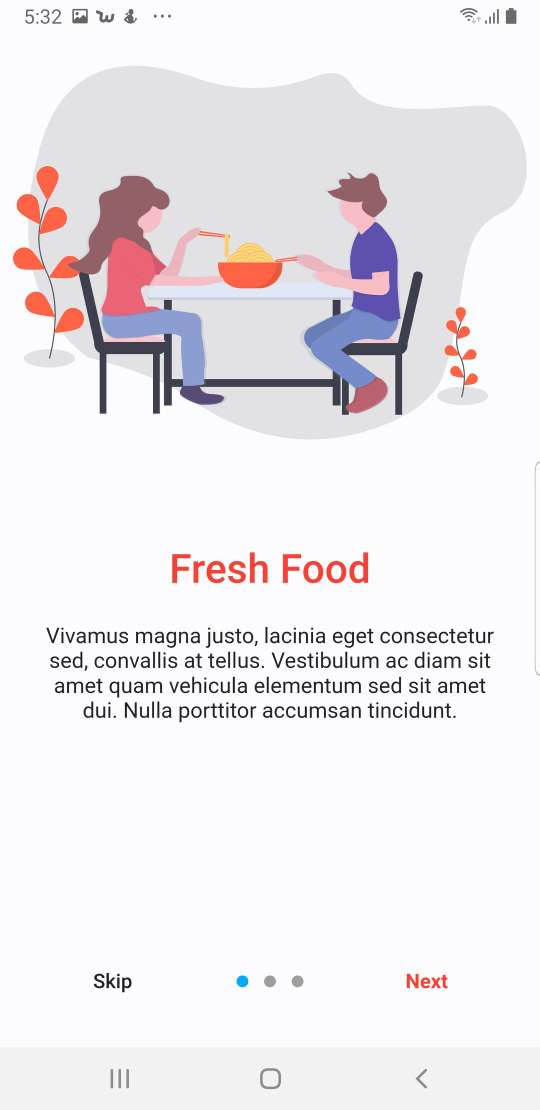 5:32
Fresh Food
Vivamus magna justo, lacinia eget consectetur
sed, convallis at tellus. Vestibulum ac diam sit
amet quam vehicula elementum sed sit amet
dui. Nulla porttitor accumsan tincidunt.
Skip
Next